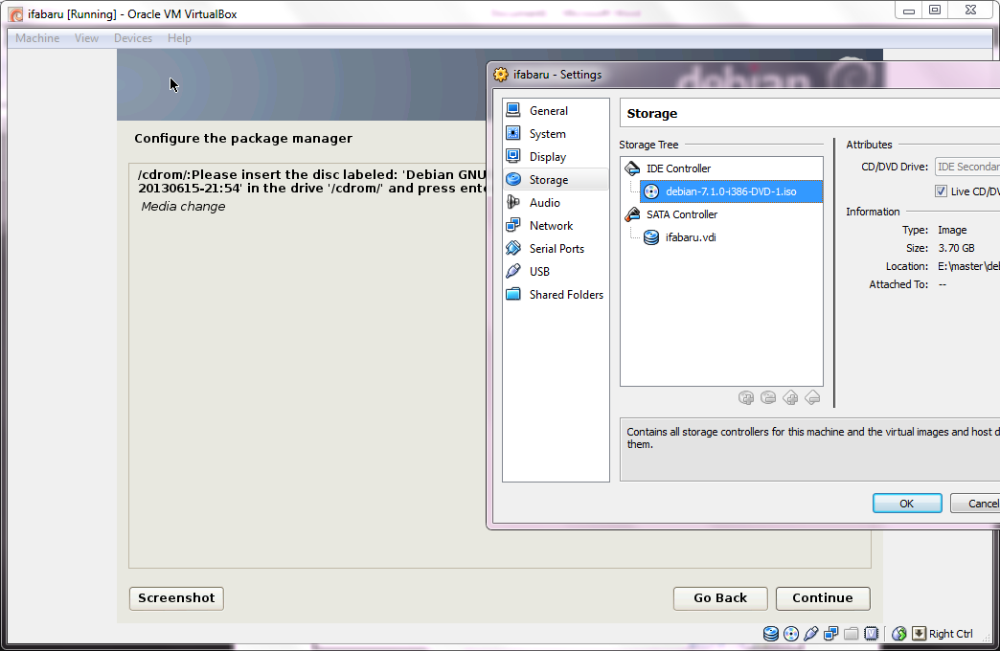 ifabaru [Running] - Oracle VM VirtualBox
Machine View Devices Help
debian
ifabaru - Settings
General
System
Display
Storage
Audio
Network
Serial Ports
USB
Shared Folders
Storage
Storage Tree
IDE Controller
debian-7.1.0-i386-DVD-1.iso
SATA Controller
ifabaru.vdi
Attributes
CD/DVD Drive: IDE Secondar
Live CD/DV
Information
Type: Image
Size: 3.70 GB
Location: E:\master\del
Attached To: --
Contains all storage controllers for this machine and the virtual images and host d
them.
OK Cancel
Configure the package manager
/cdrom/:Please insert the disc labeled: 'Debian GNU
20130615-21:54' in the drive '/cdrom/' and press ente
Media change
Screenshot Go Back Continue
Right Ctrl